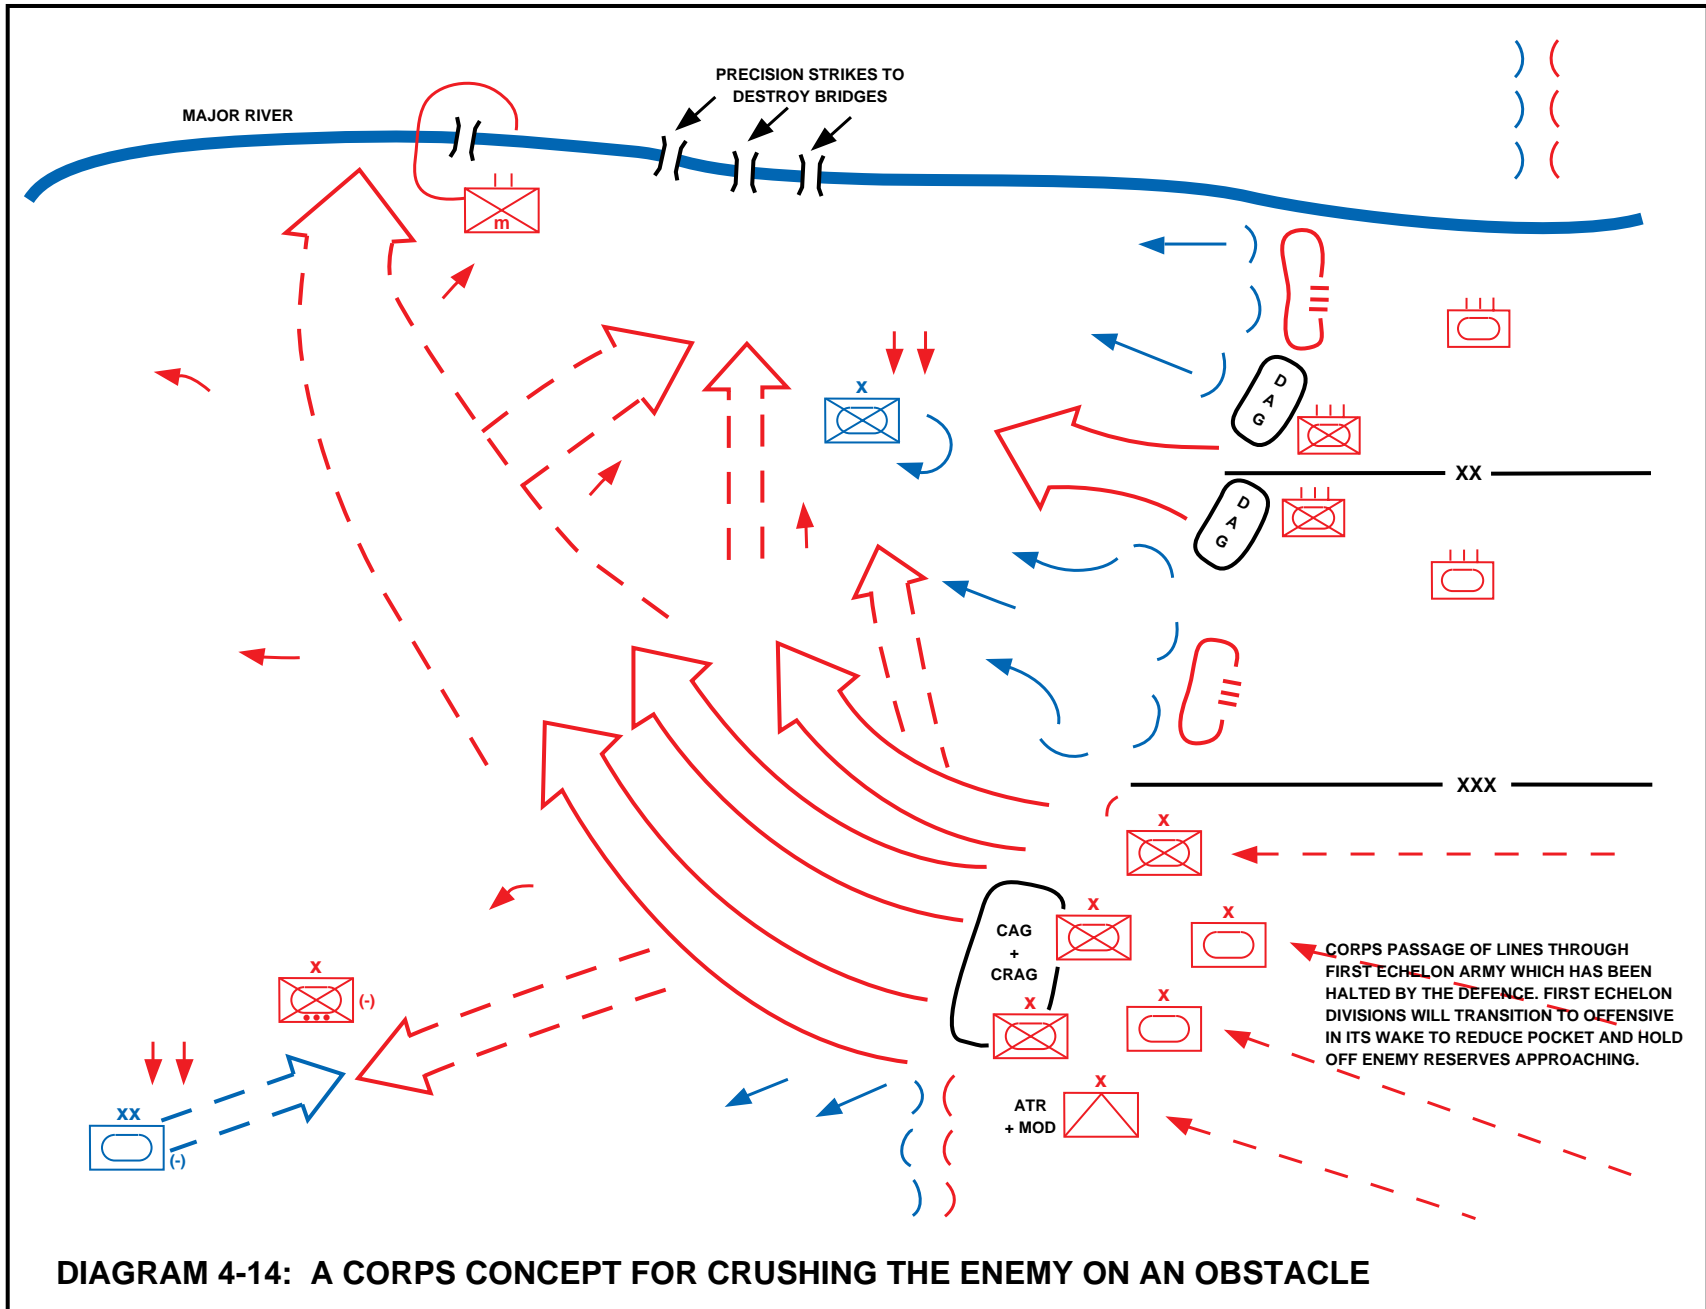 PRECISION STRIKES TO
DESTROY BRIDGES
MAJOR RIVER
m
X
D
A
G
XX
D
A
G
XXX
X
X
X
CAG
+
CRAG
X
X
CORPS PASSAGE OF LINES THROUGH
FIRST ECHELON ARMY WHICH HAS BEEN
HALTED BY THE DEFENCE. FIRST ECHELON
DIVISIONS WILL TRANSITION TO OFFENSIVE
IN ITS WAKE TO REDUCE POCKET AND HOLD
OFF ENEMY RESERVES APPROACHING.
X
(-)
X
ATR
+ MOD
XX
(-)
DIAGRAM 4-14: A CORPS CONCEPT FOR CRUSHING THE ENEMY ON AN OBSTACLE